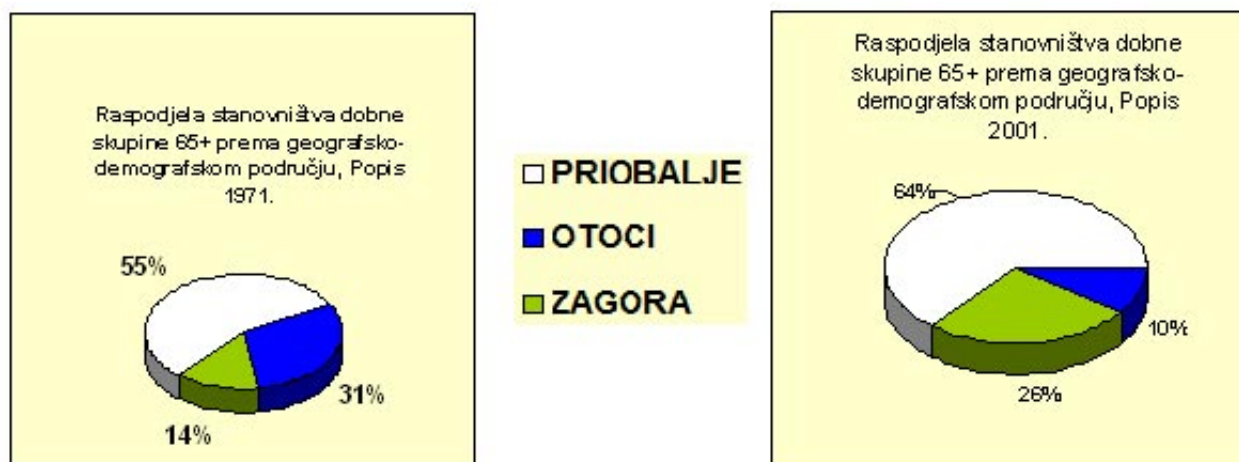 Raspodjela stanovništva dobne
skupine 65+ prema geografsko-
demografskom području, Popis
1971.
55%
31%
14%
PRIOBALJE
OTOCI
ZAGORA
Raspodjela stanovništva dobne
skupine 65+ prema geografsko-
demografskom području, Popis
2001.
64%
10%
26%